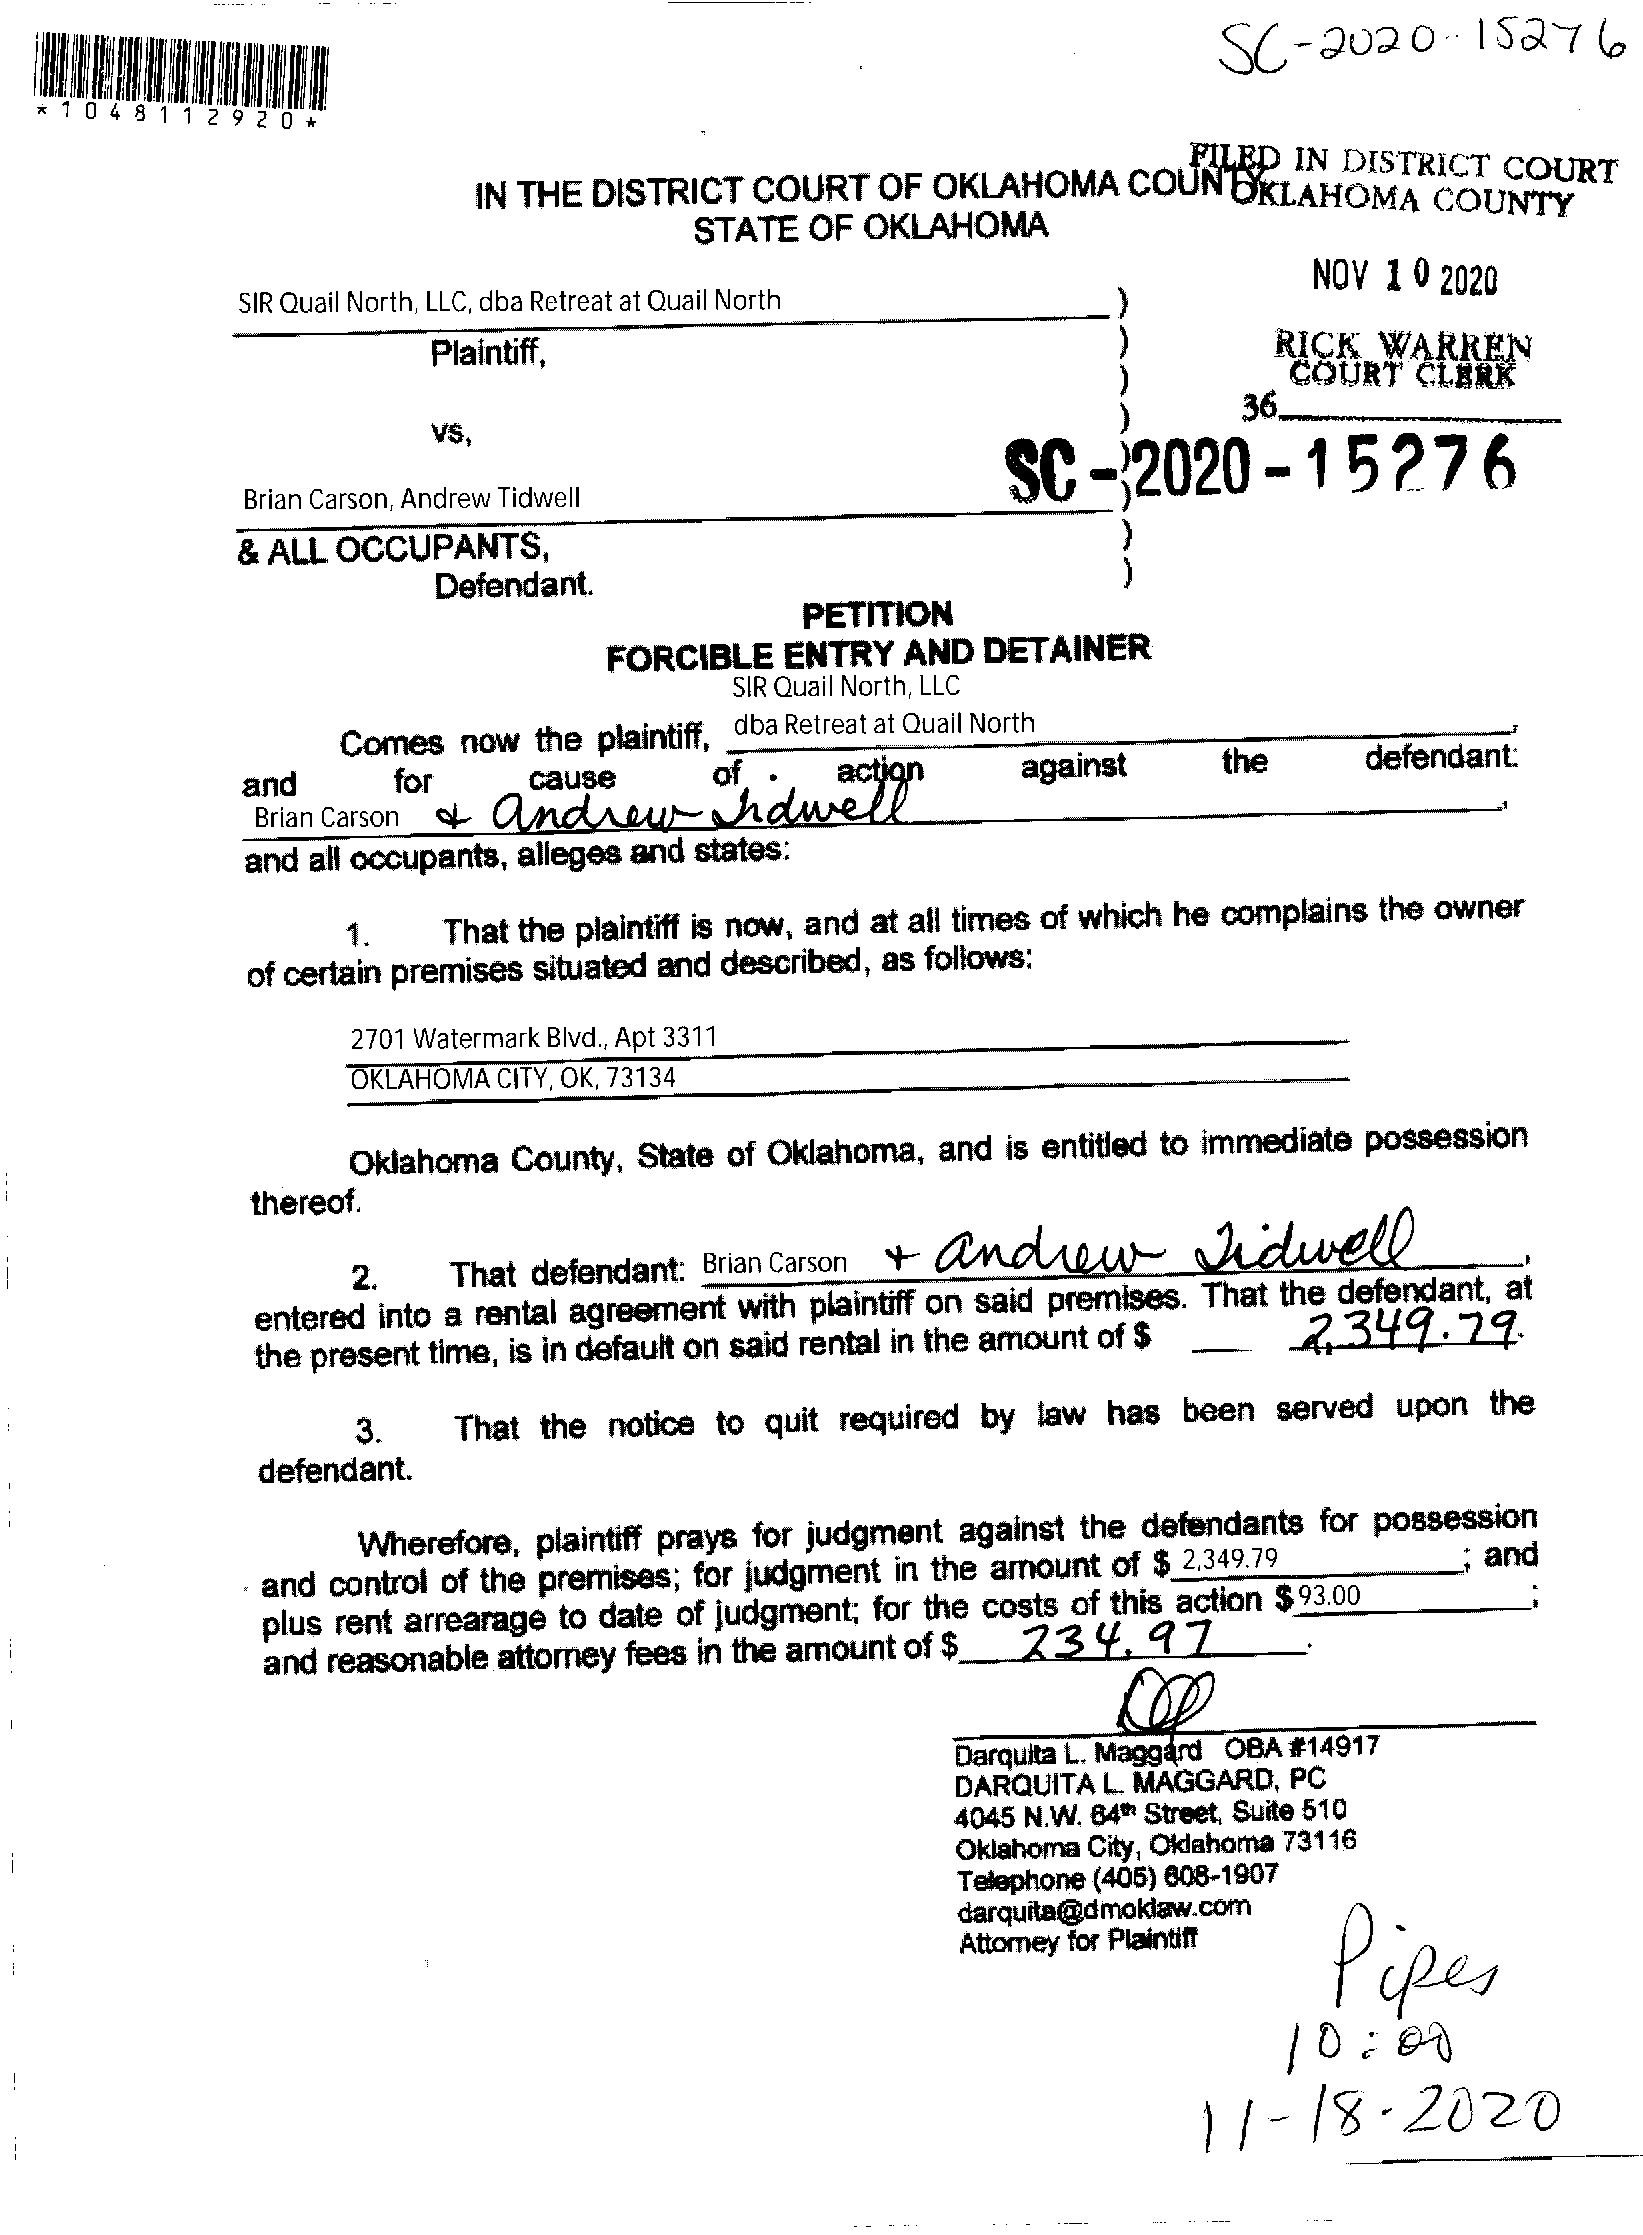 SC-2020-15276
*1048112920*
FILED IN DISTRICT COURT
OKLAHOMA COUNTY
IN THE DISTRICT COURT OF OKLAHOMA COUNTY
STATE OF OKLAHOMA
NOV 10 2020
SIR Quail North, LLC, dba Retreat at Quail North )
Plaintiff, )
RICK WARREN
COURT CLERK
)
36
)
vs,
SC-2020-15276
)
Brian Carson, Andrew Tidwell )
& ALL OCCUPANTS, )
Defendant. )
PETITION
FORCIBLE ENTRY AND DETAINER
SIR Quail North, LLC
Comes now the plaintiff, dba Retreat at Quail North,
and for cause of action against the defendant:
Brian Carson & Andrew Tidwell,
and all occupants, alleges and states:
1. That the plaintiff is now, and at all times of which he complains the owner
of certain premises situated and described, as follows:
2701 Watermark Blvd., Apt 3311
OKLAHOMA CITY, OK, 73134
Oklahoma County, State of Oklahoma, and is entitled to immediate possession
thereof.
2. That defendant: Brian Carson + Andrew Tidwell,
entered into a rental agreement with plaintiff on said premises. That the defendant, at
the present time, is in default on said rental in the amount of $ 2,349.79.
3. That the notice to quit required by law has been served upon the
defendant.
Wherefore, plaintiff prays for judgment against the defendants for possession
and control of the premises; for judgment in the amount of $ 2,349.79; and
plus rent arrearage to date of judgment; for the costs of this action $93.00;
and reasonable attorney fees in the amount of $ 234.97.
Darquita L. Maggard OBA #14917
DARQUITA L. MAGGARD, PC
4045 N.W. 64th Street, Suite 510
Oklahoma City, Oklahoma 73116
Telephone (405) 608-1907
darquita@dmoklaw.com
Attorney for Plaintiff
Pipes
10:00
11-18-2020